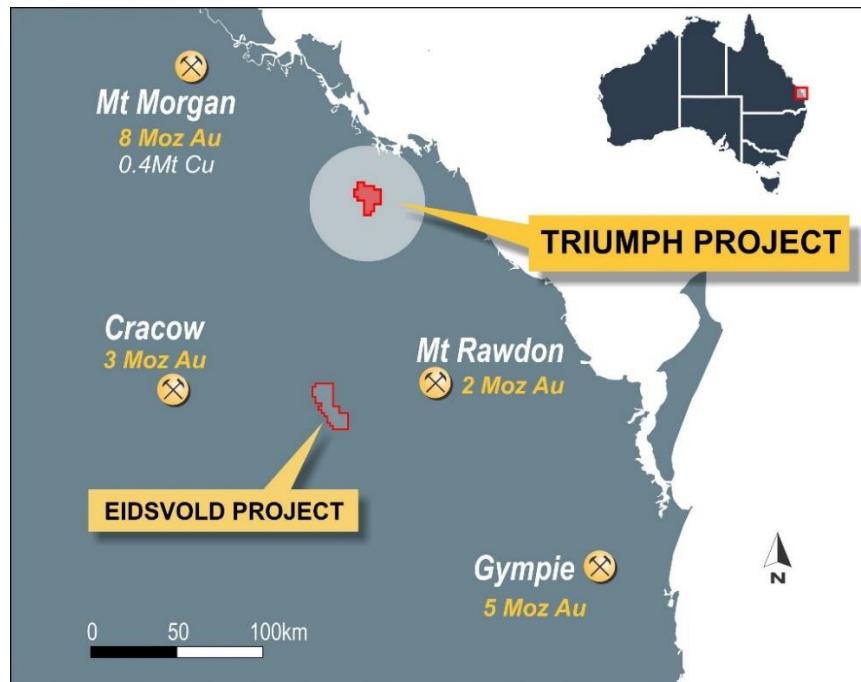 Mt Morgan
8 Moz Au
0.4Mt Cu
TRIUMPH PROJECT
Cracow
3 Moz Au
Mt Rawdon
2 Moz Au
EIDSVOLD PROJECT
Gympie
5 Moz Au
N
0 50 100km